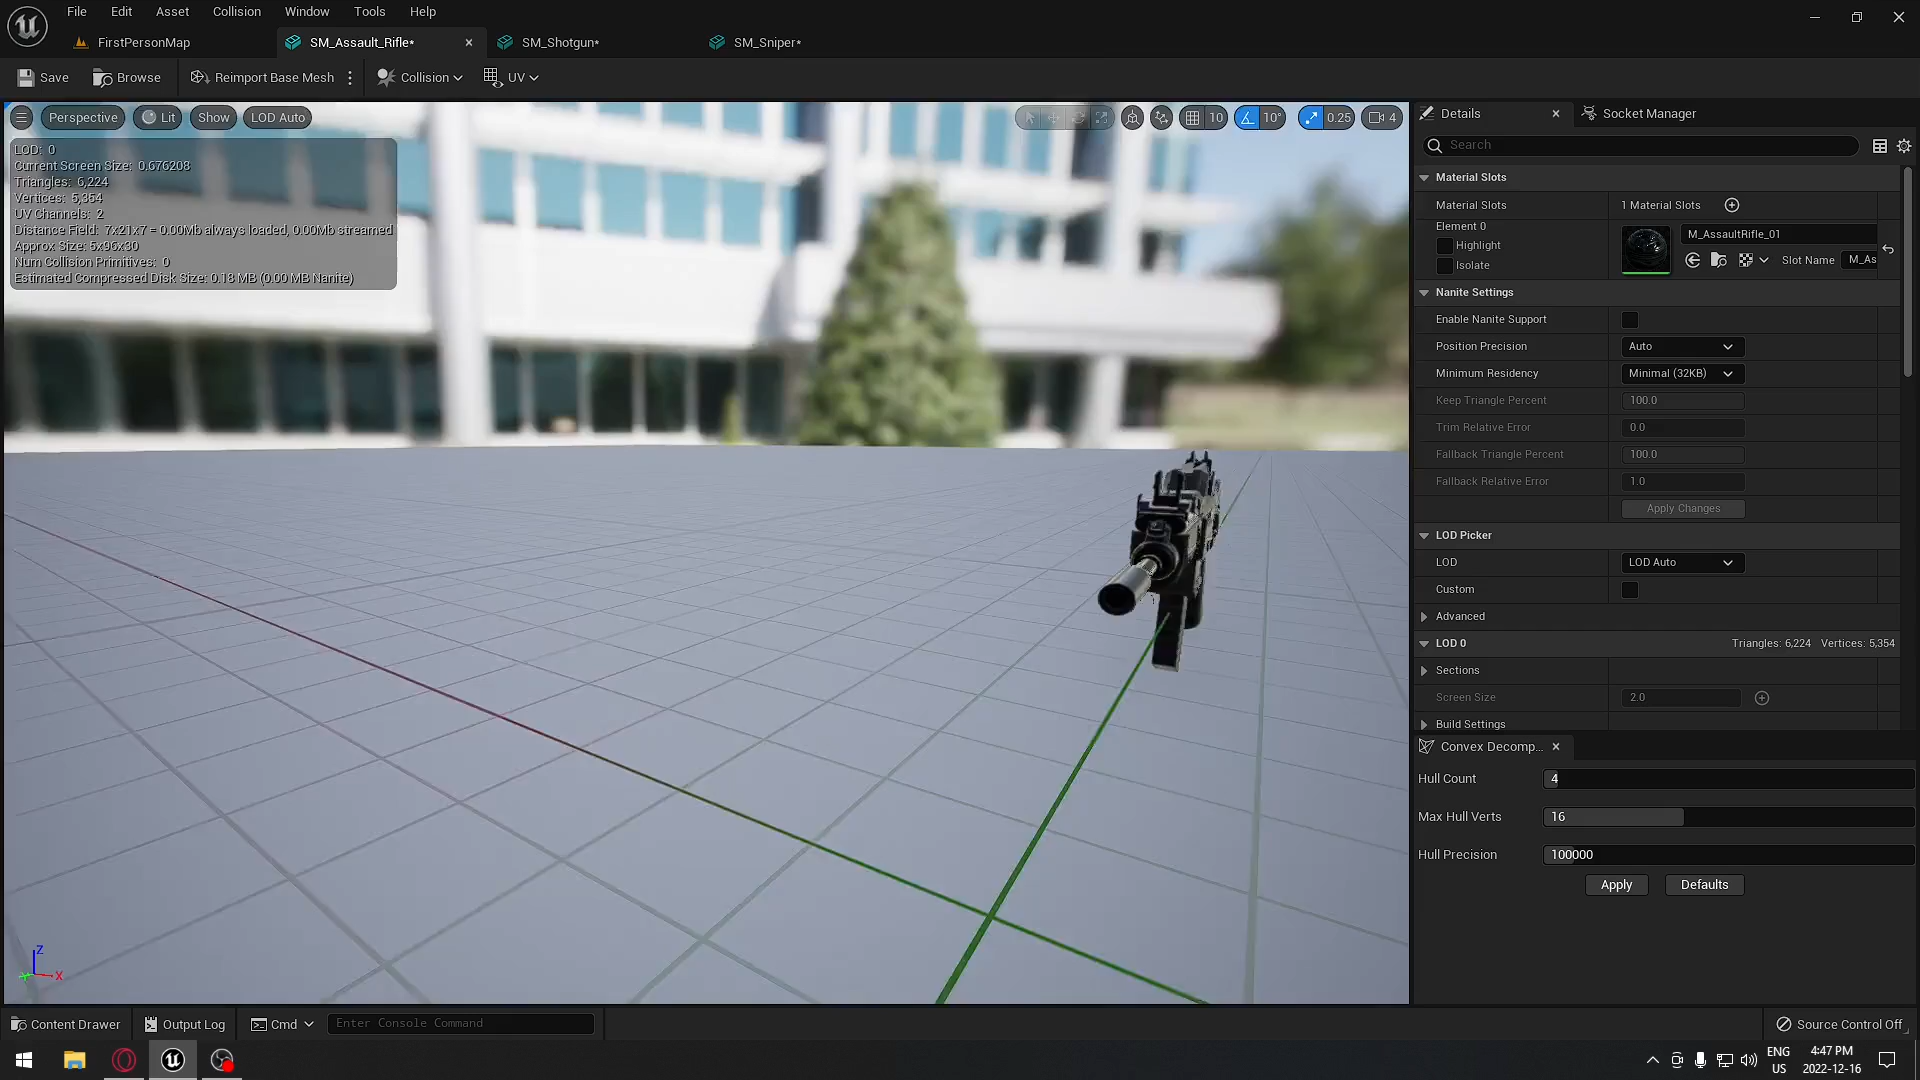 File Edit Asset Collision Window Tools Help
FirstPersonMap SM_Assault_Rifle* SM_Shotgun* SM_Sniper*
Save Browse Reimport Base Mesh Collision UV
Perspective Lit Show LOD Auto 10 10° 0.25 4
LOD: 0
Current Screen Size: 0.676208
Triangles: 6,224
Vertices: 5,354
UV Channels: 2
Distance Field: 7x21x7 = 0.00Mb always loaded, 0.00Mb streamed
Approx Size: 5x96x30
Num Collision Primitives: 0
Estimated Compressed Disk Size: 0.18 MB (0.00 MB Nanite)
Z
Y
X
Details Socket Manager
Search
Material Slots
Material Slots 1 Material Slots
Element 0
Highlight
Isolate
M_AssaultRifle_01
Slot Name M_As
Nanite Settings
Enable Nanite Support
Position Precision Auto
Minimum Residency Minimal (32KB)
Keep Triangle Percent 100.0
Trim Relative Error 0.0
Fallback Triangle Percent 100.0
Fallback Relative Error 1.0
Apply Changes
LOD Picker
LOD LOD Auto
Custom
Advanced
LOD 0 Triangles: 6,224 Vertices: 5,354
Sections
Screen Size 2.0
Build Settings
Convex Decomp...
Hull Count 4
Max Hull Verts 16
Hull Precision 100000
Apply Defaults
Content Drawer Output Log Cmd Enter Console Command Source Control Off
ENG
US
4:47 PM
2022-12-16